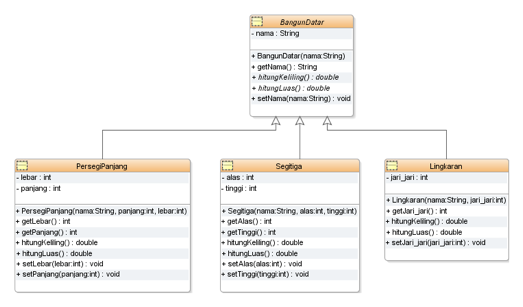 BangunDatar
- nama : String
+ BangunDatar(nama:String)
+ getNama() : String
+ hitungKeliling() : double
+ hitungLuas() : double
+ setNama(nama:String) : void
PersegiPanjang
- lebar : int
- panjang : int
+ PersegiPanjang(nama:String, panjang:int, lebar:int)
+ getLebar() : int
+ getPanjang() : int
+ hitungKeliling() : double
+ hitungLuas() : double
+ setLebar(lebar:int) : void
+ setPanjang(panjang:int) : void
Segitiga
- alas : int
- tinggi : int
+ Segitiga(nama:String, alas:int, tinggi:int)
+ getAlas() : int
+ getTinggi() : int
+ hitungKeliling() : double
+ hitungLuas() : double
+ setAlas(alas:int) : void
+ setTinggi(tinggi:int) : void
Lingkaran
- jari_jari : int
+ Lingkaran(nama:String, jari_jari:int)
+ getJari_jari() : int
+ hitungKeliling() : double
+ hitungLuas() : double
+ setJari_jari(jari_jari:int) : void